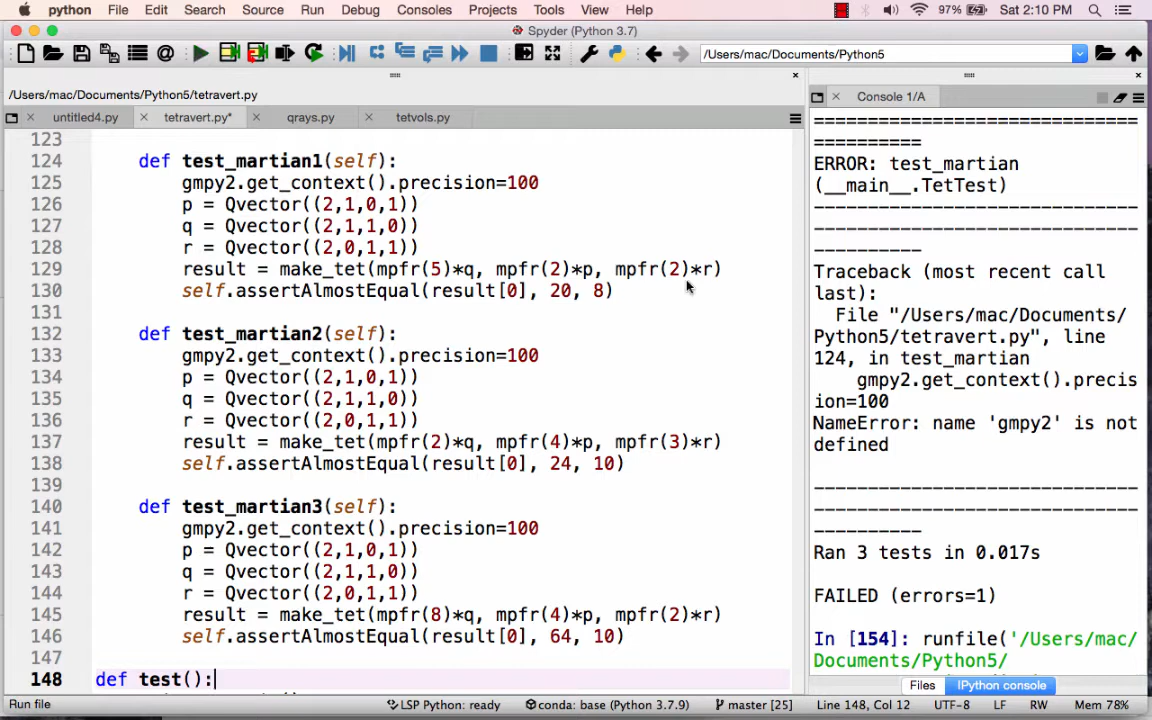 python File Edit Search Source Run Debug Consoles Projects Tools View Help 97% Sat 2:10 PM
Spyder (Python 3.7)
/Users/mac/Documents/Python5
/Users/mac/Documents/Python5/tetravert.py
untitled4.py tetravert.py* qrays.py tetvols.py
123
124 def test_martian1(self):
125 gmpy2.get_context().precision=100
126 p = Qvector((2,1,0,1))
127 q = Qvector((2,1,1,0))
128 r = Qvector((2,0,1,1))
129 result = make_tet(mpfr(5)*q, mpfr(2)*p, mpfr(2)*r)
130 self.assertAlmostEqual(result[0], 20, 8)
131
132 def test_martian2(self):
133 gmpy2.get_context().precision=100
134 p = Qvector((2,1,0,1))
135 q = Qvector((2,1,1,0))
136 r = Qvector((2,0,1,1))
137 result = make_tet(mpfr(2)*q, mpfr(4)*p, mpfr(3)*r)
138 self.assertAlmostEqual(result[0], 24, 10)
139
140 def test_martian3(self):
141 gmpy2.get_context().precision=100
142 p = Qvector((2,1,0,1))
143 q = Qvector((2,1,1,0))
144 r = Qvector((2,0,1,1))
145 result = make_tet(mpfr(8)*q, mpfr(4)*p, mpfr(2)*r)
146 self.assertAlmostEqual(result[0], 64, 10)
147
148 def test():
Console 1/A
==============================
==========
ERROR: test_martian
(__main__.TetTest)
------------------------------
------------------------------
----------
Traceback (most recent call
last):
File "/Users/mac/Documents/
Python5/tetravert.py", line
124, in test_martian
gmpy2.get_context().precis
ion=100
NameError: name 'gmpy2' is not
defined
------------------------------
------------------------------
----------
Ran 3 tests in 0.017s
FAILED (errors=1)
In [154]: runfile('/Users/mac/
Documents/Python5/
Files IPython console
Run file LSP Python: ready conda: base (Python 3.7.9) master [25] Line 148, Col 12 UTF-8 LF RW Mem 78%